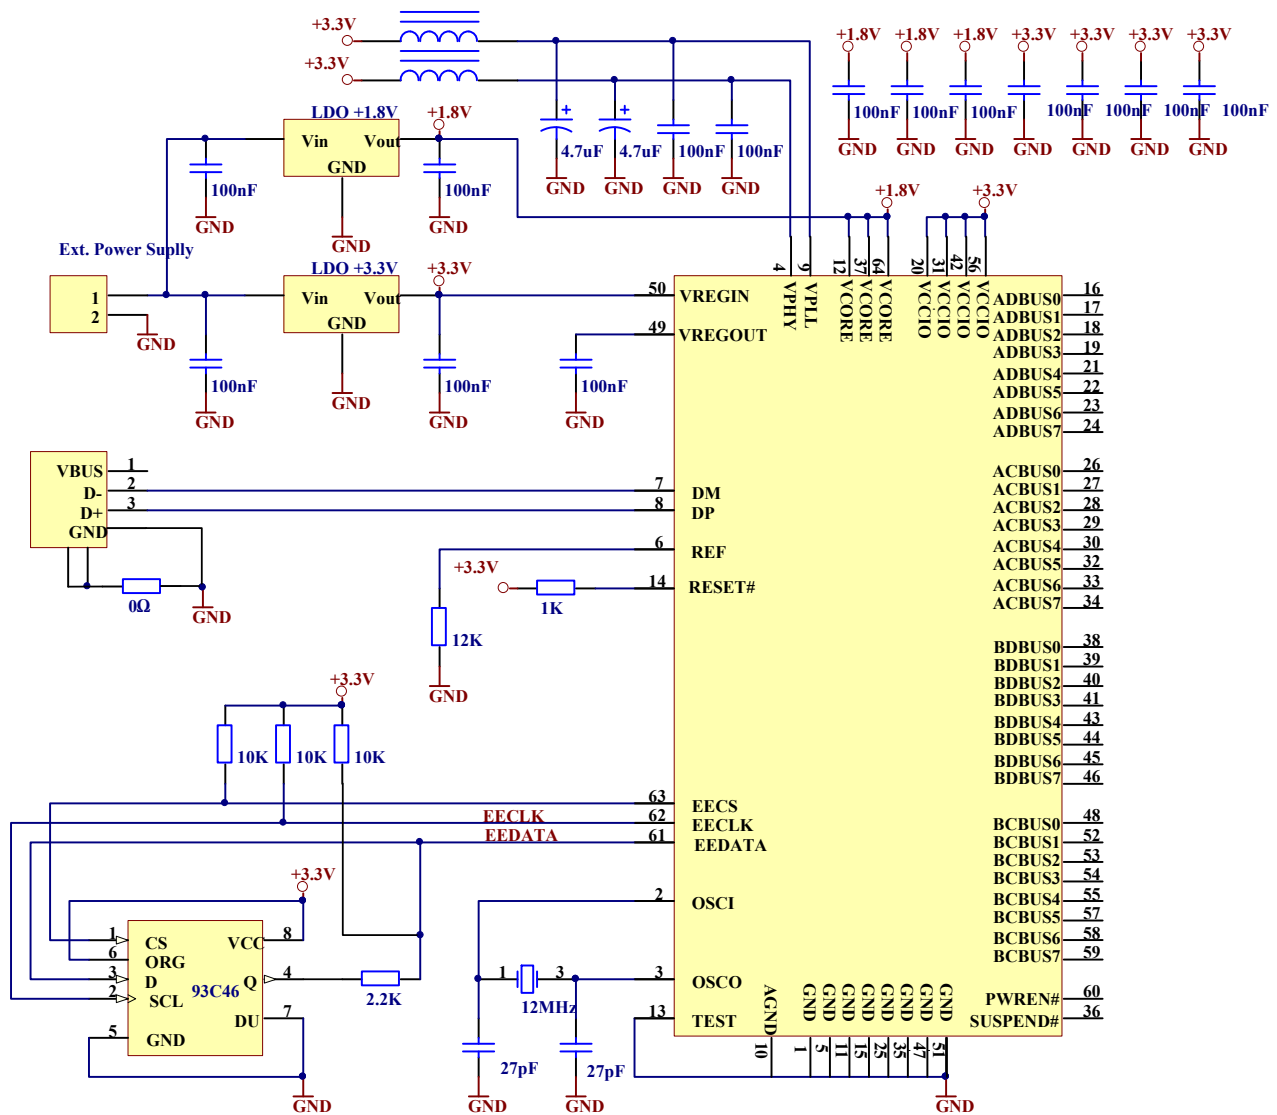 +3.3V
+3.3V
4.7uF 4.7uF 100nF 100nF
GND GND GND GND
+1.8V +1.8V +1.8V +3.3V +3.3V +3.3V +3.3V
100nF 100nF 100nF 100nF 100nF 100nF 100nF
GND GND GND GND GND GND GND
LDO +1.8V
Vin Vout
GND
+1.8V
100nF
100nF
GND
GND
GND
Ext. Power Suplly
1
2
GND
LDO +3.3V
Vin Vout
GND
+3.3V
100nF
100nF
100nF
GND
GND
GND
GND
+1.8V
+3.3V
4 9 12 37 64 20 31 42 56
VPHY VPLL VCORE VCORE VCORE VCCIO VCCIO VCCIO VCCIO
50 VREGIN
49 VREGOUT
VBUS 1
D- 2
D+ 3
GND
0Ω
GND
7 DM
8 DP
6 REF
14 RESET#
+3.3V
1K
12K
GND
+3.3V
10K 10K 10K
63 EECS
EECLK 62 EECLK
EEDATA 61 EEDATA
+3.3V
1 CS
6 ORG
3 D
2 SCL
5 GND
93C46
VCC 8
Q 4
DU 7
2.2K
GND
2 OSCI
3 OSCO
13 TEST
1 3
12MHz
27pF 27pF
GND GND
AGND GND GND GND GND GND GND GND GND
10 1 5 11 15 25 35 47 51
GND
ADBUS0 16
ADBUS1 17
ADBUS2 18
ADBUS3 19
ADBUS4 21
ADBUS5 22
ADBUS6 23
ADBUS7 24
ACBUS0 26
ACBUS1 27
ACBUS2 28
ACBUS3 29
ACBUS4 30
ACBUS5 32
ACBUS6 33
ACBUS7 34
BDBUS0 38
BDBUS1 39
BDBUS2 40
BDBUS3 41
BDBUS4 43
BDBUS5 44
BDBUS6 45
BDBUS7 46
BCBUS0 48
BCBUS1 52
BCBUS2 53
BCBUS3 54
BCBUS4 55
BCBUS5 57
BCBUS6 58
BCBUS7 59
PWREN# 60
SUSPEND# 36